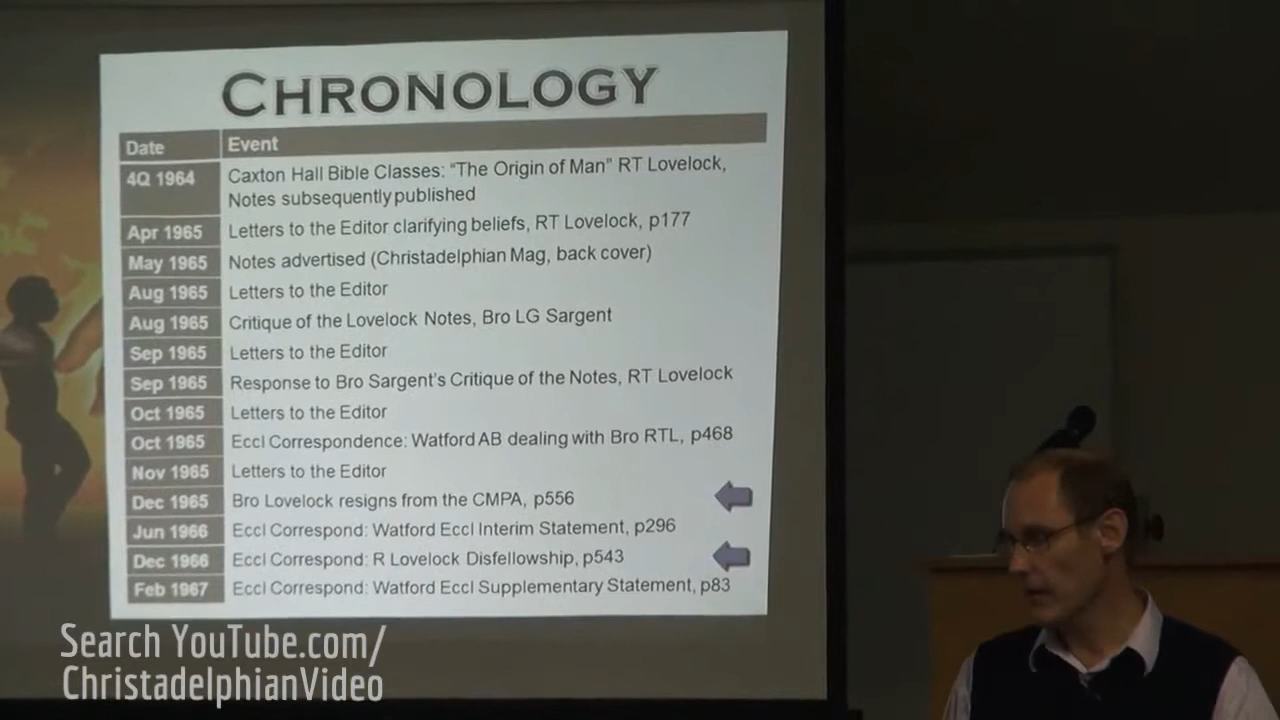 CHRONOLOGY
Date Event
4Q 1964 Caxton Hall Bible Classes: “The Origin of Man” RT Lovelock,
Notes subsequently published
Apr 1965 Letters to the Editor clarifying beliefs, RT Lovelock, p177
May 1965 Notes advertised (Christadelphian Mag, back cover)
Aug 1965 Letters to the Editor
Aug 1965 Critique of the Lovelock Notes, Bro LG Sargent
Sep 1965 Letters to the Editor
Sep 1965 Response to Bro Sargent’s Critique of the Notes, RT Lovelock
Oct 1965 Letters to the Editor
Oct 1965 Eccl Correspondence: Watford AB dealing with Bro RTL, p468
Nov 1965 Letters to the Editor
Dec 1965 Bro Lovelock resigns from the CMPA, p556
Jun 1966 Eccl Correspond: Watford Eccl Interim Statement, p296
Dec 1966 Eccl Correspond: R Lovelock Disfellowship, p543
Feb 1967 Eccl Correspond: Watford Eccl Supplementary Statement, p83
Search YouTube.com/
ChristadelphianVideo